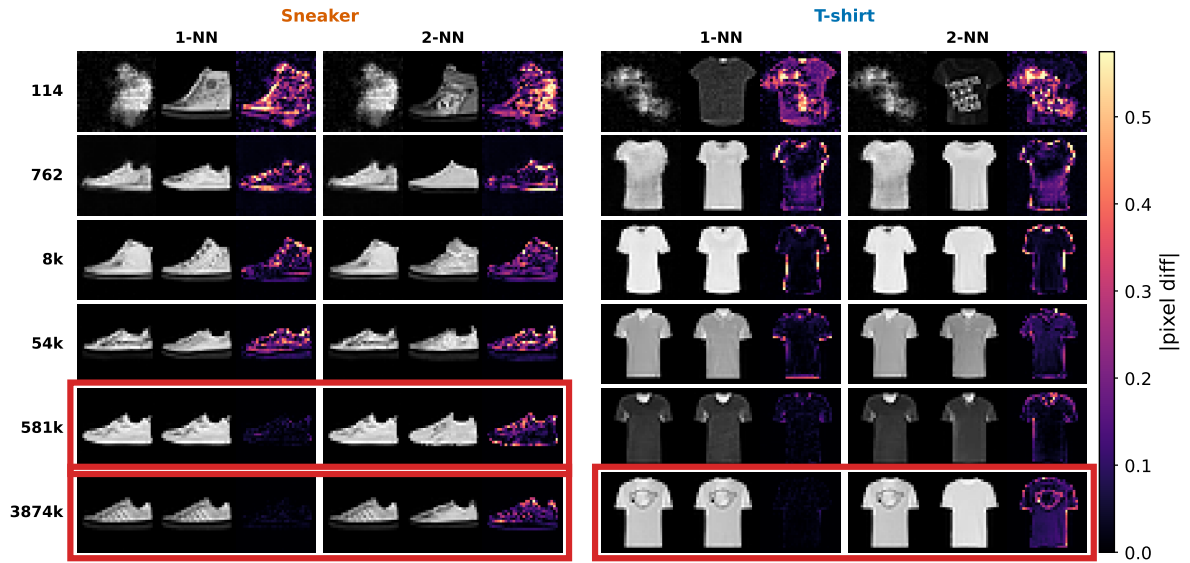 Sneaker
T-shirt
1-NN
2-NN
1-NN
2-NN
114
762
8k
54k
581k
3874k
0.5
0.4
0.3
0.2
0.1
0.0
|pixel diff|